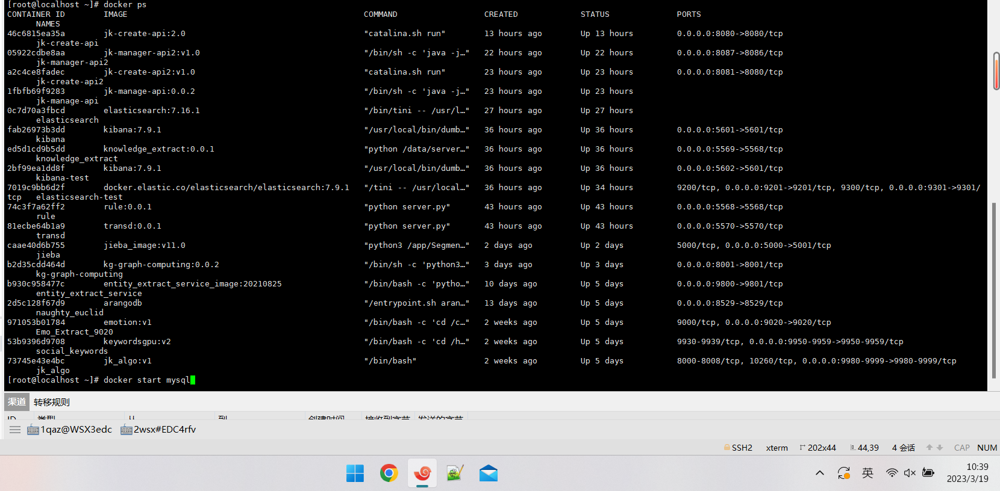 [root@localhost ~]# docker ps
CONTAINER ID        IMAGE                                                 COMMAND                  CREATED             STATUS              PORTS
      NAMES
46c6815ea35a        jk-create-api:2.0                                     "catalina.sh run"        13 hours ago        Up 13 hours         0.0.0.0:8080->8080/tcp
      jk-create-api
05922cdbe8aa        jk-manager-api2:v1.0                                  "/bin/sh -c 'java -j…"   22 hours ago        Up 22 hours         0.0.0.0:8087->8086/tcp
      jk-manager-api2
a2c4ce8fadec        jk-create-api2:v1.0                                   "catalina.sh run"        23 hours ago        Up 23 hours         0.0.0.0:8081->8080/tcp
      jk-create-api2
1fbfb69f9283        jk-manage-api:0.0.2                                   "/bin/sh -c 'java -j…"   23 hours ago        Up 23 hours
      jk-manage-api
0c7d70a3fbcd        elasticsearch:7.16.1                                  "/bin/tini -- /usr/l…"   27 hours ago        Up 27 hours
      elasticsearch
fab26973b3dd        kibana:7.9.1                                          "/usr/local/bin/dumb…"   36 hours ago        Up 36 hours         0.0.0.0:5601->5601/tcp
      kibana
ed5d1cd9b5dd        knowledge_extract:0.0.1                               "python /data/server…"   36 hours ago        Up 36 hours         0.0.0.0:5569->5568/tcp
      knowledge_extract
2bf99ea1dd8f        kibana:7.9.1                                          "/usr/local/bin/dumb…"   36 hours ago        Up 36 hours         0.0.0.0:5602->5601/tcp
      kibana-test
7019c9bb6d2f        docker.elastic.co/elasticsearch/elasticsearch:7.9.1   "/tini -- /usr/local…"   36 hours ago        Up 34 hours         9200/tcp, 0.0.0.0:9201->9201/tcp, 9300/tcp, 0.0.0.0:9301->9301/
tcp   elasticsearch-test
74c3f7a62ff2        rule:0.0.1                                            "python server.py"       43 hours ago        Up 43 hours         0.0.0.0:5568->5568/tcp
      rule
81ecbe64b1a9        transd:0.0.1                                          "python server.py"       43 hours ago        Up 43 hours         0.0.0.0:5570->5570/tcp
      transd
caae40d6b755        jieba_image:v11.0                                     "python3 /app/Segmen…"   2 days ago          Up 2 days           5000/tcp, 0.0.0.0:5000->5001/tcp
      jieba
b2d35cdd464d        kg-graph-computing:0.0.2                              "/bin/sh -c 'python3…"   3 days ago          Up 3 days           0.0.0.0:8001->8001/tcp
      kg-graph-computing
b930c958477c        entity_extract_service_image:20210825                 "/bin/bash -c 'pytho…"   10 days ago         Up 5 days           0.0.0.0:9800->9801/tcp
      entity_extract_service
2d5c128f67d9        arangodb                                              "/entrypoint.sh aran…"   13 days ago         Up 5 days           0.0.0.0:8529->8529/tcp
      naughty_euclid
971053b01784        emotion:v1                                            "/bin/bash -c 'cd /c…"   2 weeks ago         Up 5 days           9000/tcp, 0.0.0.0:9020->9020/tcp
      Emo_Extract_9020
53b9396d9708        keywordsgpu:v2                                        "/bin/bash -c 'cd /h…"   2 weeks ago         Up 5 days           9930-9939/tcp, 0.0.0.0:9950-9959->9950-9959/tcp
      social_keywords
73745e43e4bc        jk_algo:v1                                            "/bin/bash"              2 weeks ago         Up 5 days           8000-8008/tcp, 10260/tcp, 0.0.0.0:9980-9999->9980-9999/tcp
      jk_algo
[root@localhost ~]# docker start mysql
渠道 转移规则
ID 类型 从 到 创建时间 接收到字节 发送的字节
1qaz@WSX3edc 2wsx#EDC4rfv
SSH2 xterm 202x44 44,39 4 会话 CAP NUM
英
10:39
2023/3/19